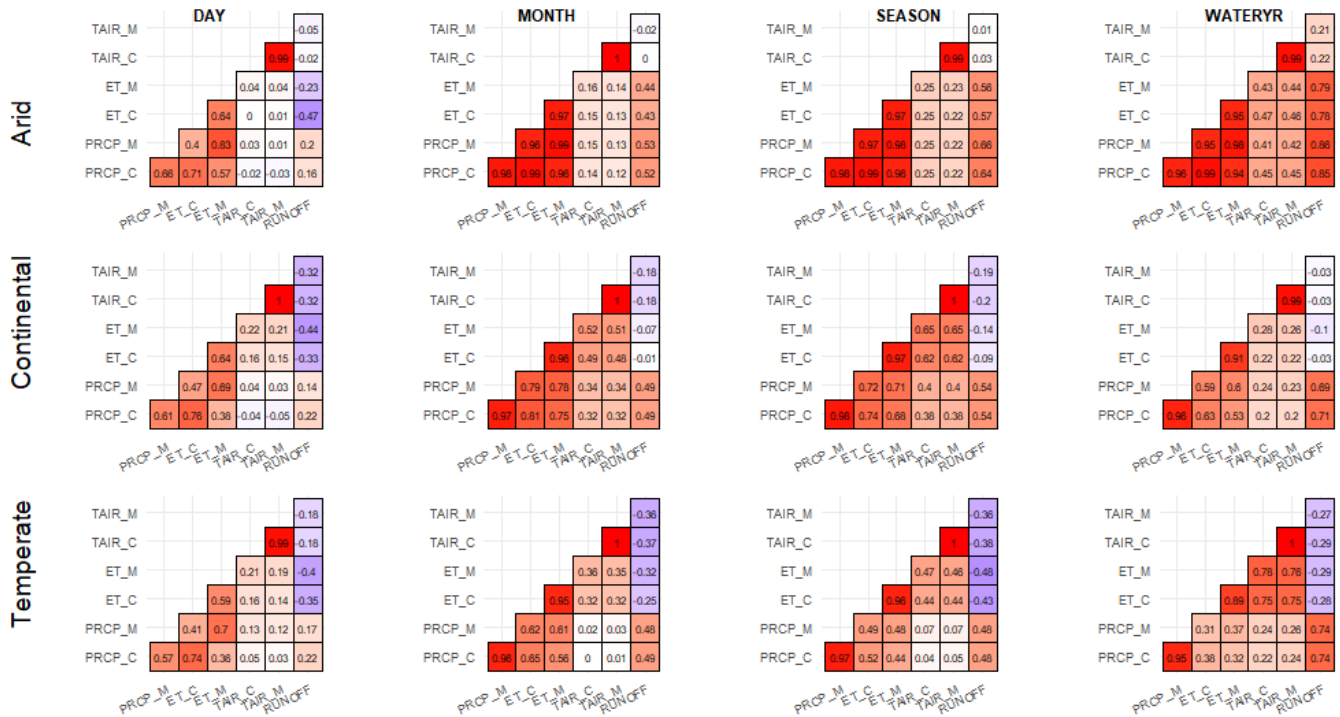 DAY MONTH SEASON WATERYR
Arid
TAIR_M -0.05 TAIR_M -0.02 TAIR_M 0.01 TAIR_M 0.21
TAIR_C 0.99 -0.02 TAIR_C 1 0 TAIR_C 0.99 0.03 TAIR_C 0.99 0.22
ET_M 0.04 0.04 -0.23 ET_M 0.16 0.14 0.44 ET_M 0.25 0.23 0.56 ET_M 0.43 0.44 0.79
ET_C 0.64 0 0.01 -0.47 ET_C 0.97 0.15 0.13 0.43 ET_C 0.97 0.25 0.22 0.57 ET_C 0.95 0.47 0.46 0.78
PRCP_M 0.4 0.83 0.03 0.01 0.2 PRCP_M 0.96 0.99 0.15 0.13 0.53 PRCP_M 0.97 0.98 0.25 0.22 0.66 PRCP_M 0.95 0.98 0.41 0.42 0.86
PRCP_C 0.66 0.71 0.57 -0.02 -0.03 0.16 PRCP_C 0.98 0.99 0.96 0.14 0.12 0.52 PRCP_C 0.98 0.99 0.96 0.25 0.22 0.64 PRCP_C 0.96 0.99 0.94 0.45 0.45 0.85
PRCP_M ET_C ET_M TAIR_C TAIR_M RUNOFF PRCP_M ET_C ET_M TAIR_C TAIR_M RUNOFF PRCP_M ET_C ET_M TAIR_C TAIR_M RUNOFF PRCP_M ET_C ET_M TAIR_C TAIR_M RUNOFF
Continental
TAIR_M -0.32 TAIR_M -0.18 TAIR_M -0.19 TAIR_M -0.03
TAIR_C 1 -0.32 TAIR_C 1 -0.18 TAIR_C 1 -0.2 TAIR_C 0.99 -0.03
ET_M 0.22 0.21 -0.44 ET_M 0.52 0.51 -0.07 ET_M 0.65 0.65 -0.14 ET_M 0.28 0.26 -0.1
ET_C 0.64 0.16 0.15 -0.33 ET_C 0.96 0.49 0.48 -0.01 ET_C 0.97 0.62 0.62 -0.09 ET_C 0.91 0.22 0.22 -0.03
PRCP_M 0.47 0.69 0.04 0.03 0.14 PRCP_M 0.79 0.78 0.34 0.34 0.49 PRCP_M 0.72 0.71 0.4 0.4 0.54 PRCP_M 0.59 0.6 0.24 0.23 0.69
PRCP_C 0.61 0.76 0.38 -0.04 -0.05 0.22 PRCP_C 0.97 0.81 0.75 0.32 0.32 0.49 PRCP_C 0.98 0.74 0.68 0.38 0.38 0.54 PRCP_C 0.96 0.63 0.53 0.2 0.2 0.71
PRCP_M ET_C ET_M TAIR_C TAIR_M RUNOFF PRCP_M ET_C ET_M TAIR_C TAIR_M RUNOFF PRCP_M ET_C ET_M TAIR_C TAIR_M RUNOFF PRCP_M ET_C ET_M TAIR_C TAIR_M RUNOFF
Temperate
TAIR_M -0.18 TAIR_M -0.36 TAIR_M -0.36 TAIR_M -0.27
TAIR_C 0.99 -0.18 TAIR_C 1 -0.37 TAIR_C 1 -0.38 TAIR_C 1 -0.29
ET_M 0.21 0.19 -0.4 ET_M 0.36 0.35 -0.32 ET_M 0.47 0.46 -0.48 ET_M 0.78 0.76 -0.29
ET_C 0.59 0.16 0.14 -0.35 ET_C 0.95 0.32 0.32 -0.25 ET_C 0.96 0.44 0.44 -0.43 ET_C 0.89 0.75 0.75 -0.28
PRCP_M 0.41 0.7 0.13 0.12 0.17 PRCP_M 0.62 0.61 0.02 0.03 0.48 PRCP_M 0.49 0.48 0.07 0.07 0.48 PRCP_M 0.31 0.37 0.24 0.26 0.74
PRCP_C 0.57 0.74 0.36 0.05 0.03 0.22 PRCP_C 0.96 0.65 0.56 0 0.01 0.49 PRCP_C 0.97 0.52 0.44 0.04 0.05 0.48 PRCP_C 0.95 0.38 0.32 0.22 0.24 0.74
PRCP_M ET_C ET_M TAIR_C TAIR_M RUNOFF PRCP_M ET_C ET_M TAIR_C TAIR_M RUNOFF PRCP_M ET_C ET_M TAIR_C TAIR_M RUNOFF PRCP_M ET_C ET_M TAIR_C TAIR_M RUNOFF